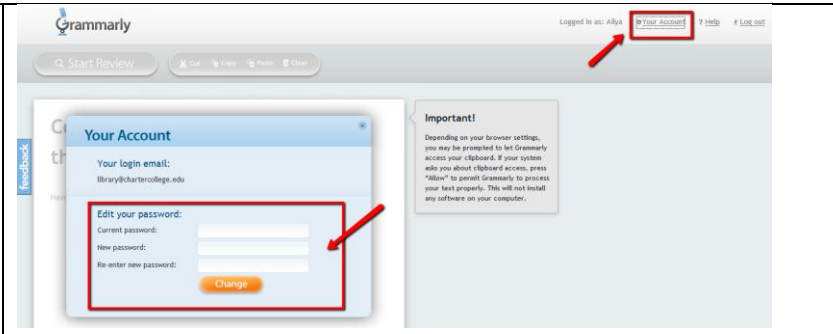 Grammarly
Logged in as: Ailya Your Account ? Help Log out
Start Review Cut Copy Paste Clear
feedback
Your Account
Your login email:
library@chartercollege.edu
Edit your password:
Current password:
New password:
Re-enter new password:
Change
Important!
Depending on your browser settings,
you may be prompted to let Grammarly
access your clipboard. If your system
asks you about clipboard access, press
"Allow" to permit Grammarly to process
your text properly. This will not install
any software on your computer.